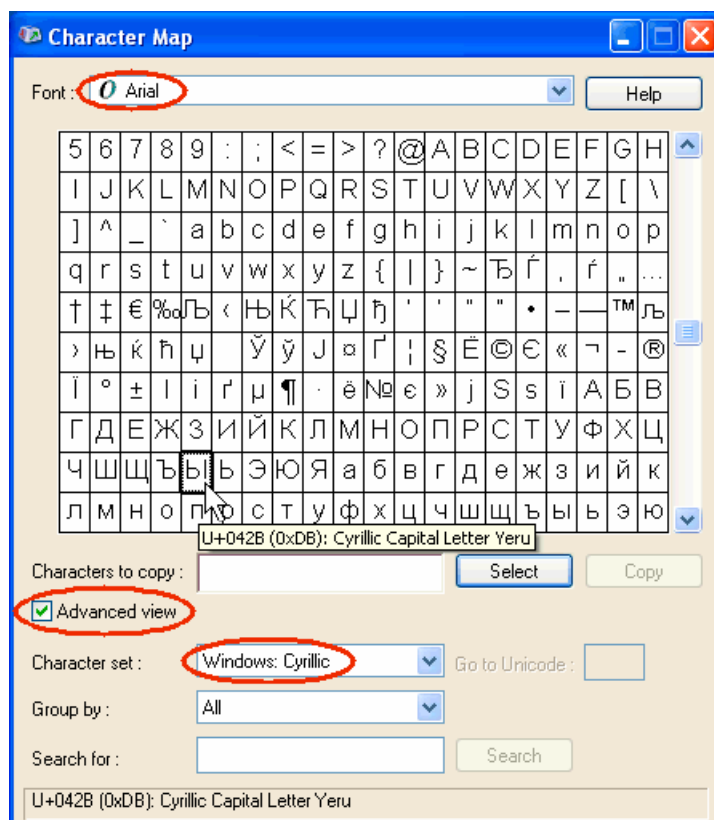 Character Map
Font : O Arial Help
5 6 7 8 9 : ; < = > ? @ A B C D E F G H
I J K L M N O P Q R S T U V W X Y Z [ \
] ^ _ ` a b c d e f g h i j k l m n o p
q r s t u v w x y z { | } ~ Ђ Ѓ ‚ ѓ „ …
† ‡ € ‰ Љ ‹ Њ Ќ Ћ Џ ђ ‘ ’ “ ” • – — ™ љ
› њ ќ ћ џ Ў ў Ј ¤ Ґ ¦ § Ё © Є « ¬ - ®
Ї ° ± І і ґ µ ¶ · ё № є » ј Ѕ ѕ ї А Б В
Г Д Е Ж З И Й К Л М Н О П Р С Т У Ф Х Ц
Ч Ш Щ Ъ Ы Ь Э Ю Я а б в г д е ж з и й к
л м н о п р с т у ф х ц ч ш щ ъ ы ь э ю
U+042B (0xDB): Cyrillic Capital Letter Yeru
Characters to copy : Select Copy
Advanced view
Character set : Windows: Cyrillic Go to Unicode :
Group by : All
Search for : Search
U+042B (0xDB): Cyrillic Capital Letter Yeru